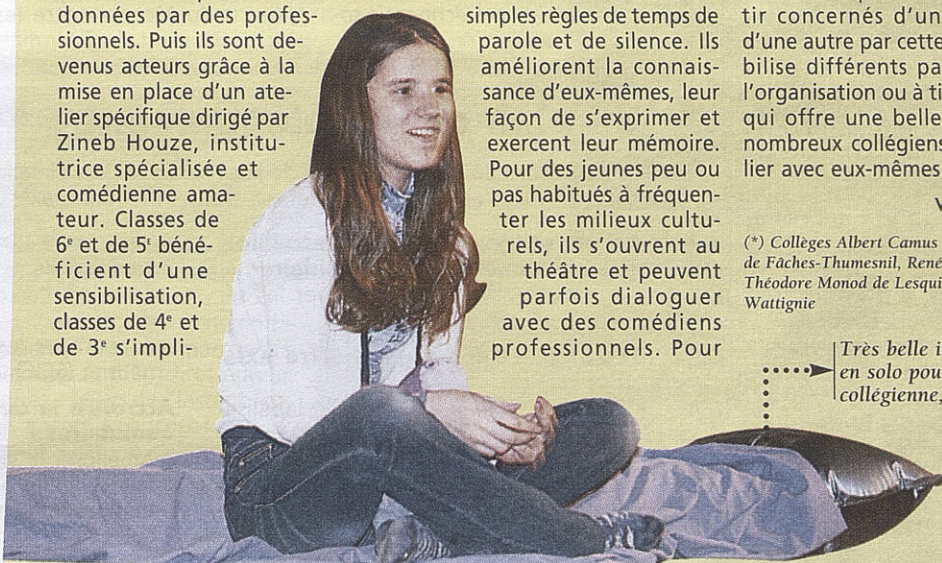 données par des profes-
sionnels. Puis ils sont de-
venus acteurs grâce à la
mise en place d'un ate-
lier spécifique dirigé par
Zineb Houze, institu-
trice spécialisée et
comédienne ama-
teur. Classes de
6e et de 5e béné-
ficient d'une
sensibilisation,
classes de 4e et
de 3e s'impli-
simples règles de temps de
parole et de silence. Ils
améliorent la connais-
sance d'eux-mêmes, leur
façon de s'exprimer et
exercent leur mémoire.
Pour des jeunes peu ou
pas habitués à fréquen-
ter les milieux cultu-
rels, ils s'ouvrent au
théâtre et peuvent
parfois dialoguer
avec des comédiens
professionnels. Pour
tir concernés d'un
d'une autre par cette
bilise différents pa
l'organisation ou à ti
qui offre une belle
nombreux collégiens
lier avec eux-mêmes
(*) Collèges Albert Camus
de Fâches-Thumesnil, René
Théodore Monod de Lesqui
Wattignie
Très belle i
en solo pou
collégienne,